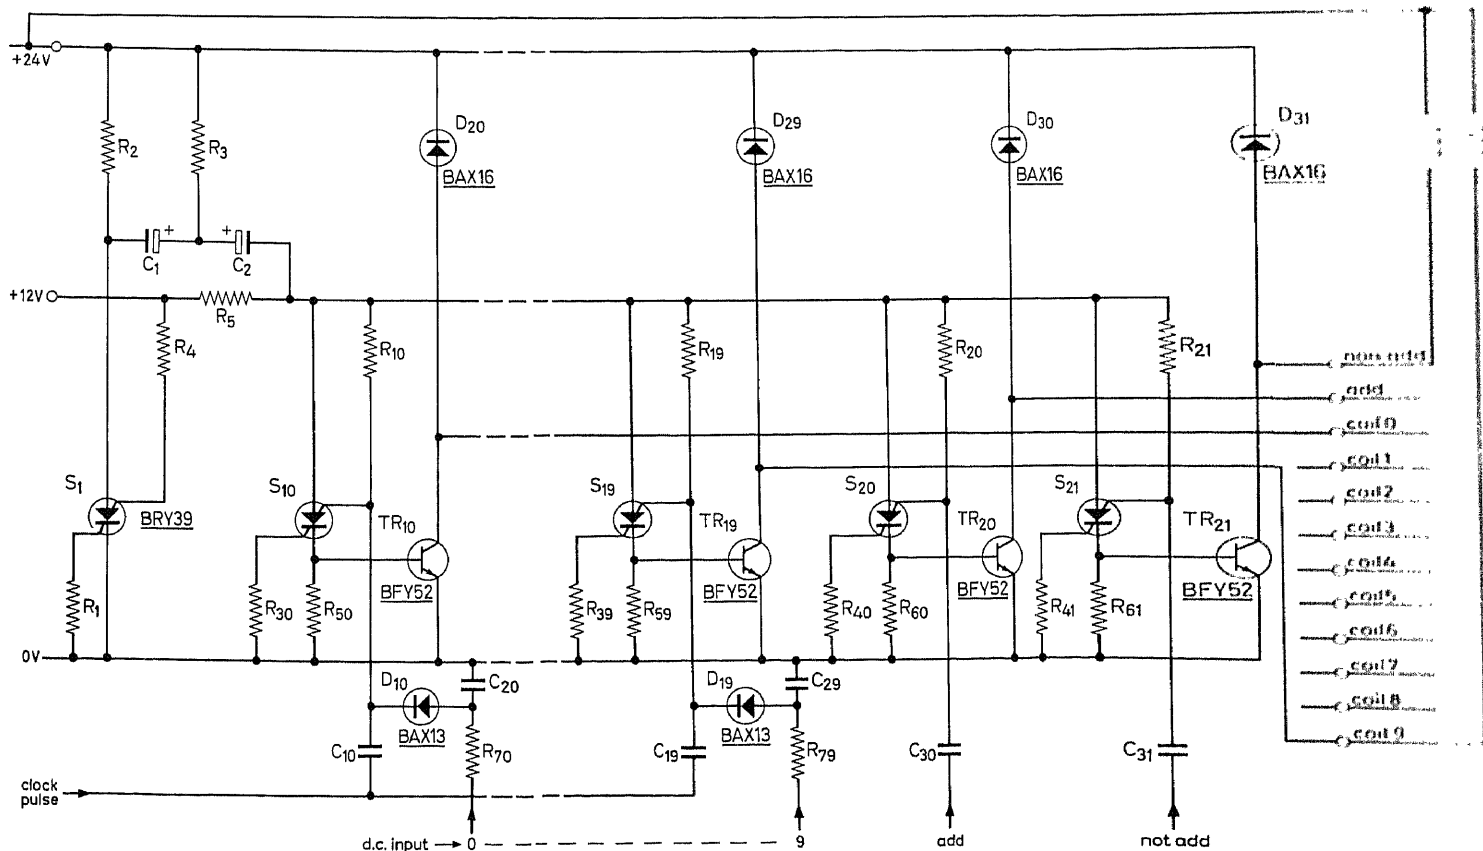 +24V
R2
R3
D20
BAX16
D29
BAX16
D30
BAX16
D31
BAX16
+
C1
+
C2
+12V
R5
R4
R10
R19
R20
R21
non add
add
coil 0
coil 1
coil 2
coil 3
coil 4
coil 5
coil 6
coil 7
coil 8
coil 9
S1
BRY39
S10
TR10
BFY52
S19
TR19
BFY52
S20
TR20
BFY52
S21
TR21
BFY52
R1
R30
R50
R39
R59
R40
R60
R41
R61
0V
D10
BAX13
C20
D19
BAX13
C29
C10
R70
C19
R79
C30
C31
clock
pulse
d.c. input → 0
9
add
not add